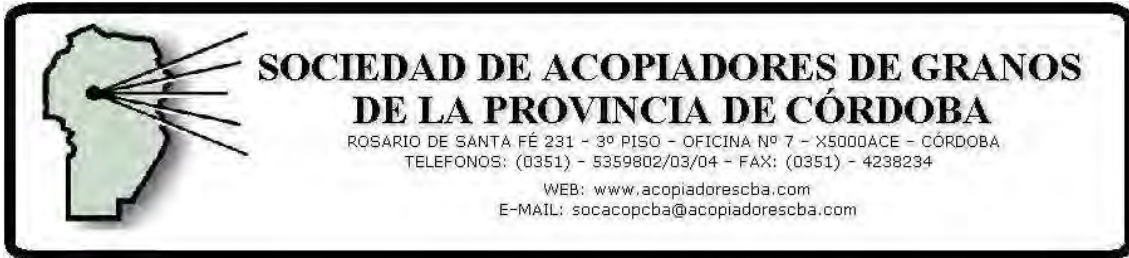 SOCIEDAD DE ACOPIADORES DE GRANOS
DE LA PROVINCIA DE CÓRDOBA
ROSARIO DE SANTA FÉ 231 - 3º PISO - OFICINA Nº 7 - X5000ACE - CÓRDOBA
TELEFONOS: (0351) - 5359802/03/04 - FAX: (0351) - 4238234
WEB: www.acopiadorescba.com
E-MAIL: socacopcba@acopiadorescba.com